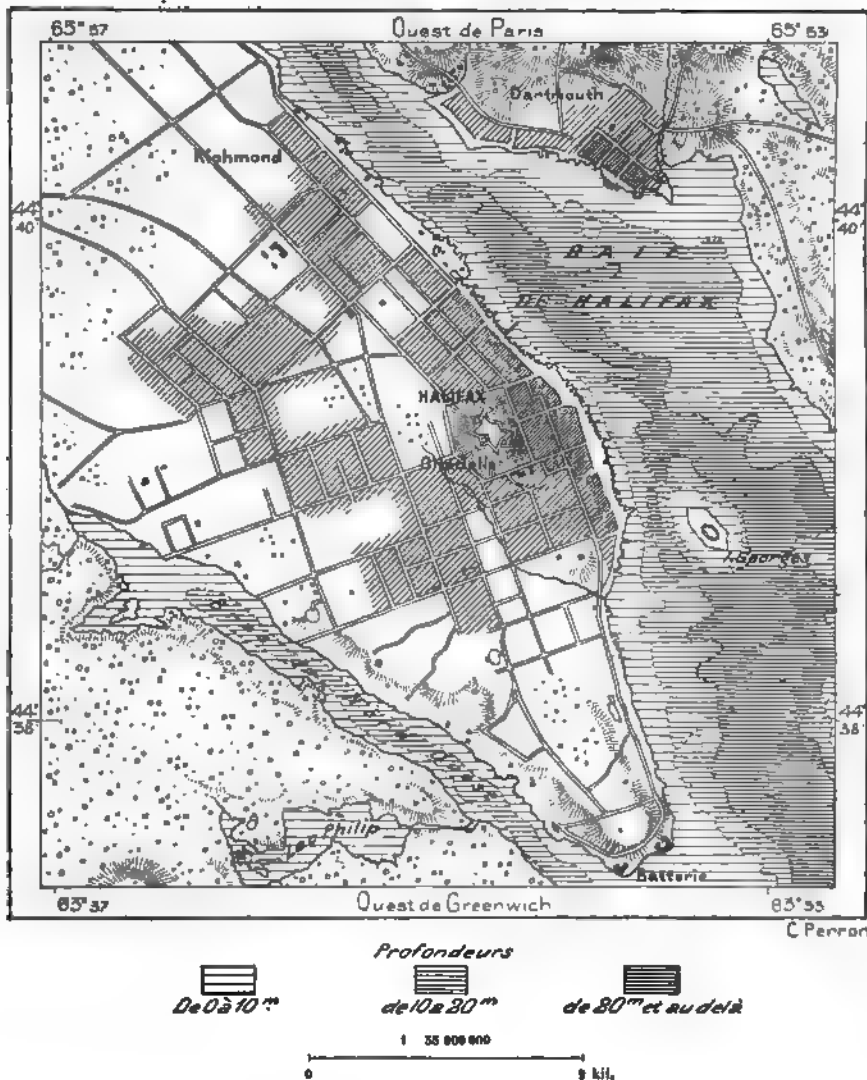 65° 57
Ouest de Paris
65° 53
Dartmouth
Richmond
44°
40'
44°
40'
BAIE
DE HALIFAX
HALIFAX
Citadelle
I. Georges
44°
38'
44°
38'
Philip
Batterie
63° 37
Ouest de Greenwich
63° 33
C Perron
Profondeurs
De 0 à 10 m
de 10 à 20 m
de 20 m et au delà
0
kil.